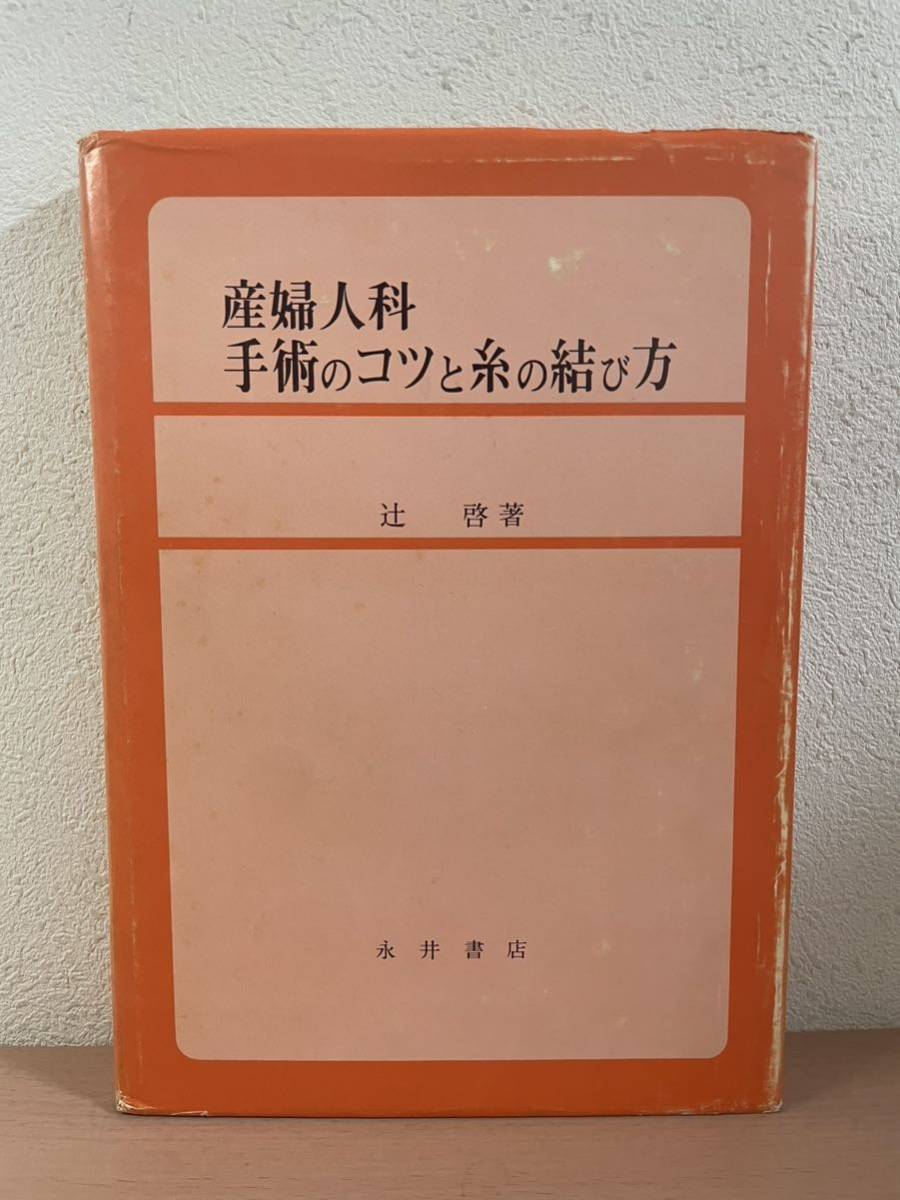 産婦人科
手術のコツと糸の結び方
辻　啓著
永井書店